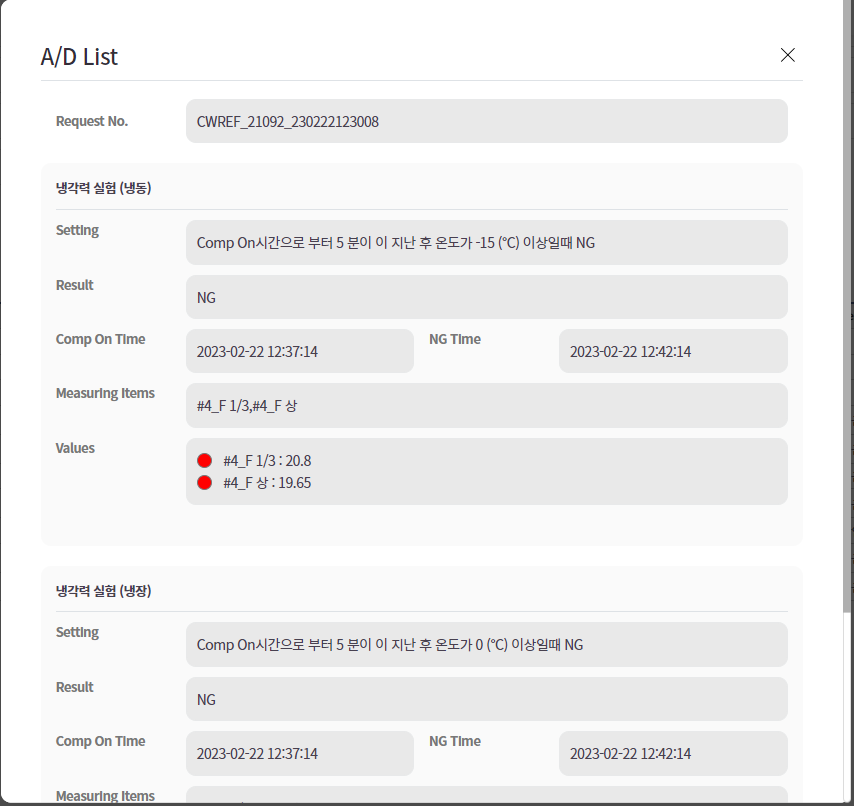 A/D List
Request No. CWREF_21092_230222123008
냉각력 실험 (냉동)
Setting Comp On시간으로 부터 5 분이 이 지난 후 온도가 -15 (℃) 이상일때 NG
Result NG
Comp On Time 2023-02-22 12:37:14 NG Time 2023-02-22 12:42:14
Measuring Items #4_F 1/3,#4_F 상
Values #4_F 1/3 : 20.8
#4_F 상 : 19.65
냉각력 실험 (냉장)
Setting Comp On시간으로 부터 5 분이 이 지난 후 온도가 0 (℃) 이상일때 NG
Result NG
Comp On Time 2023-02-22 12:37:14 NG Time 2023-02-22 12:42:14
Measuring Items